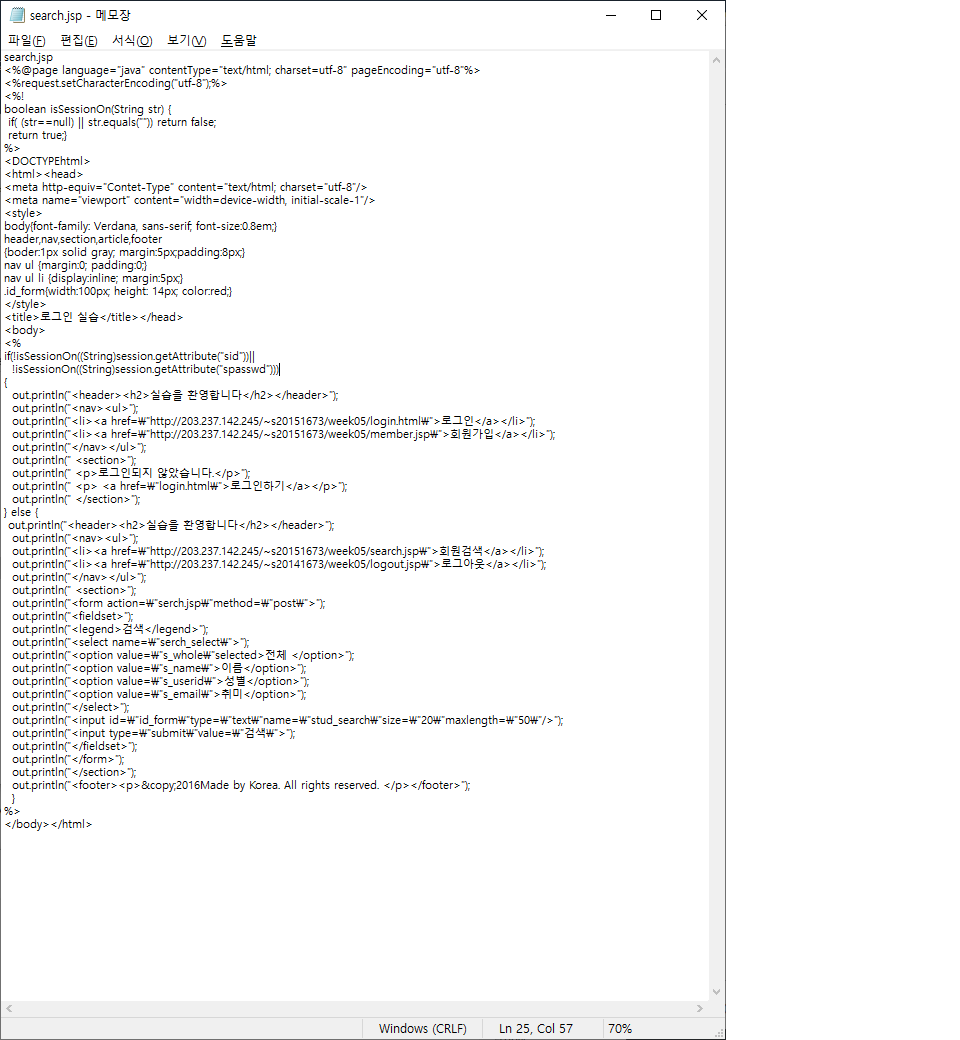 search.jsp - 메모장
파일(F) 편집(E) 서식(O) 보기(V) 도움말
search.jsp
<%@page language="java" contentType="text/html; charset=utf-8" pageEncoding="utf-8"%>
<%request.setCharacterEncoding("utf-8");%>
<%!
boolean isSessionOn(String str) {
 if( (str==null) || str.equals("")) return false;
 return true;}
%>
<DOCTYPEhtml>
<html><head>
<meta http-equiv="Contet-Type" content="text/html; charset="utf-8"/>
<meta name="viewport" content="width=device-width, initial-scale-1"/>
<style>
body{font-family: Verdana, sans-serif; font-size:0.8em;}
header,nav,section,article,footer
{boder:1px solid gray; margin:5px;padding:8px;}
nav ul {margin:0; padding:0;}
nav ul li {display:inline; margin:5px;}
.id_form{width:100px; height: 14px; color:red;}
</style>
<title>로그인 실습</title></head>
<body>
<%
if(!isSessionOn((String)session.getAttribute("sid"))||
  !isSessionOn((String)session.getAttribute("spasswd")))
{
  out.println("<header><h2>실습을 환영합니다</h2></header>");
  out.println("<nav><ul>");
  out.println("<li><a href=₩"http://203.237.142.245/~s20151673/week05/login.html₩">로그인</a></li>");
  out.println("<li><a href=₩"http://203.237.142.245/~s20151673/week05/member.jsp₩">회원가입</a></li>");
  out.println("</nav></ul>");
  out.println(" <section>");
  out.println(" <p>로그인되지 않았습니다.</p>");
  out.println(" <p> <a href=₩"login.html₩">로그인하기</a></p>");
  out.println(" </section>");
} else {
 out.println("<header><h2>실습을 환영합니다</h2></header>");
  out.println("<nav><ul>");
  out.println("<li><a href=₩"http://203.237.142.245/~s20151673/week05/search.jsp₩">회원검색</a></li>");
  out.println("<li><a href=₩"http://203.237.142.245/~s20141673/week05/logout.jsp₩">로그아웃</a></li>");
  out.println("</nav></ul>");
  out.println(" <section>");
  out.println("<form action=₩"serch.jsp₩"method=₩"post₩">");
  out.println("<fieldset>");
  out.println("<legend>검색</legend>");
  out.println("<select name=₩"serch_select₩">");
  out.println("<option value=₩"s_whole₩"selected>전체 </option>");
  out.println("<option value=₩"s_name₩">이름</option>");
  out.println("<option value=₩"s_userid₩">성별</option>");
  out.println("<option value=₩"s_email₩">취미</option>");
  out.println("</select>");
  out.println("<input id=₩"id_form₩"type=₩"text₩"name=₩"stud_search₩"size=₩"20₩"maxlength=₩"50₩"/>");
  out.println("<input type=₩"submit₩"value=₩"검색₩">");
  out.println("</fieldset>");
  out.println("</form>");
  out.println("</section>");
  out.println("<footer><p>&copy;2016Made by Korea. All rights reserved. </p></footer>");
  }
%>
</body></html>
Windows (CRLF) Ln 25, Col 57 70%